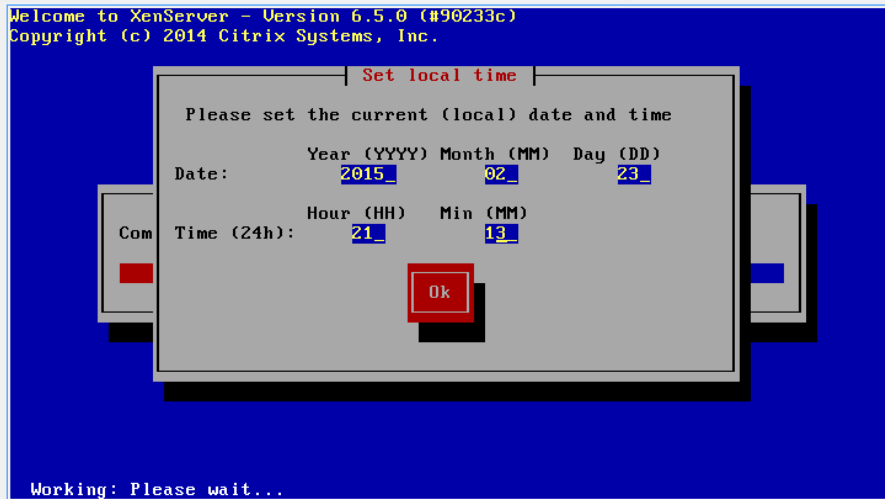 Welcome to XenServer - Version 6.5.0 (#90233c)
Copyright (c) 2014 Citrix Systems, Inc.
Set local time
Please set the current (local) date and time
Year (YYYY) Month (MM) Day (DD)
Date: 2015_ 02_ 23_
Hour (HH) Min (MM)
Com
Time (24h): 21_ 13_
Ok
Working: Please wait...